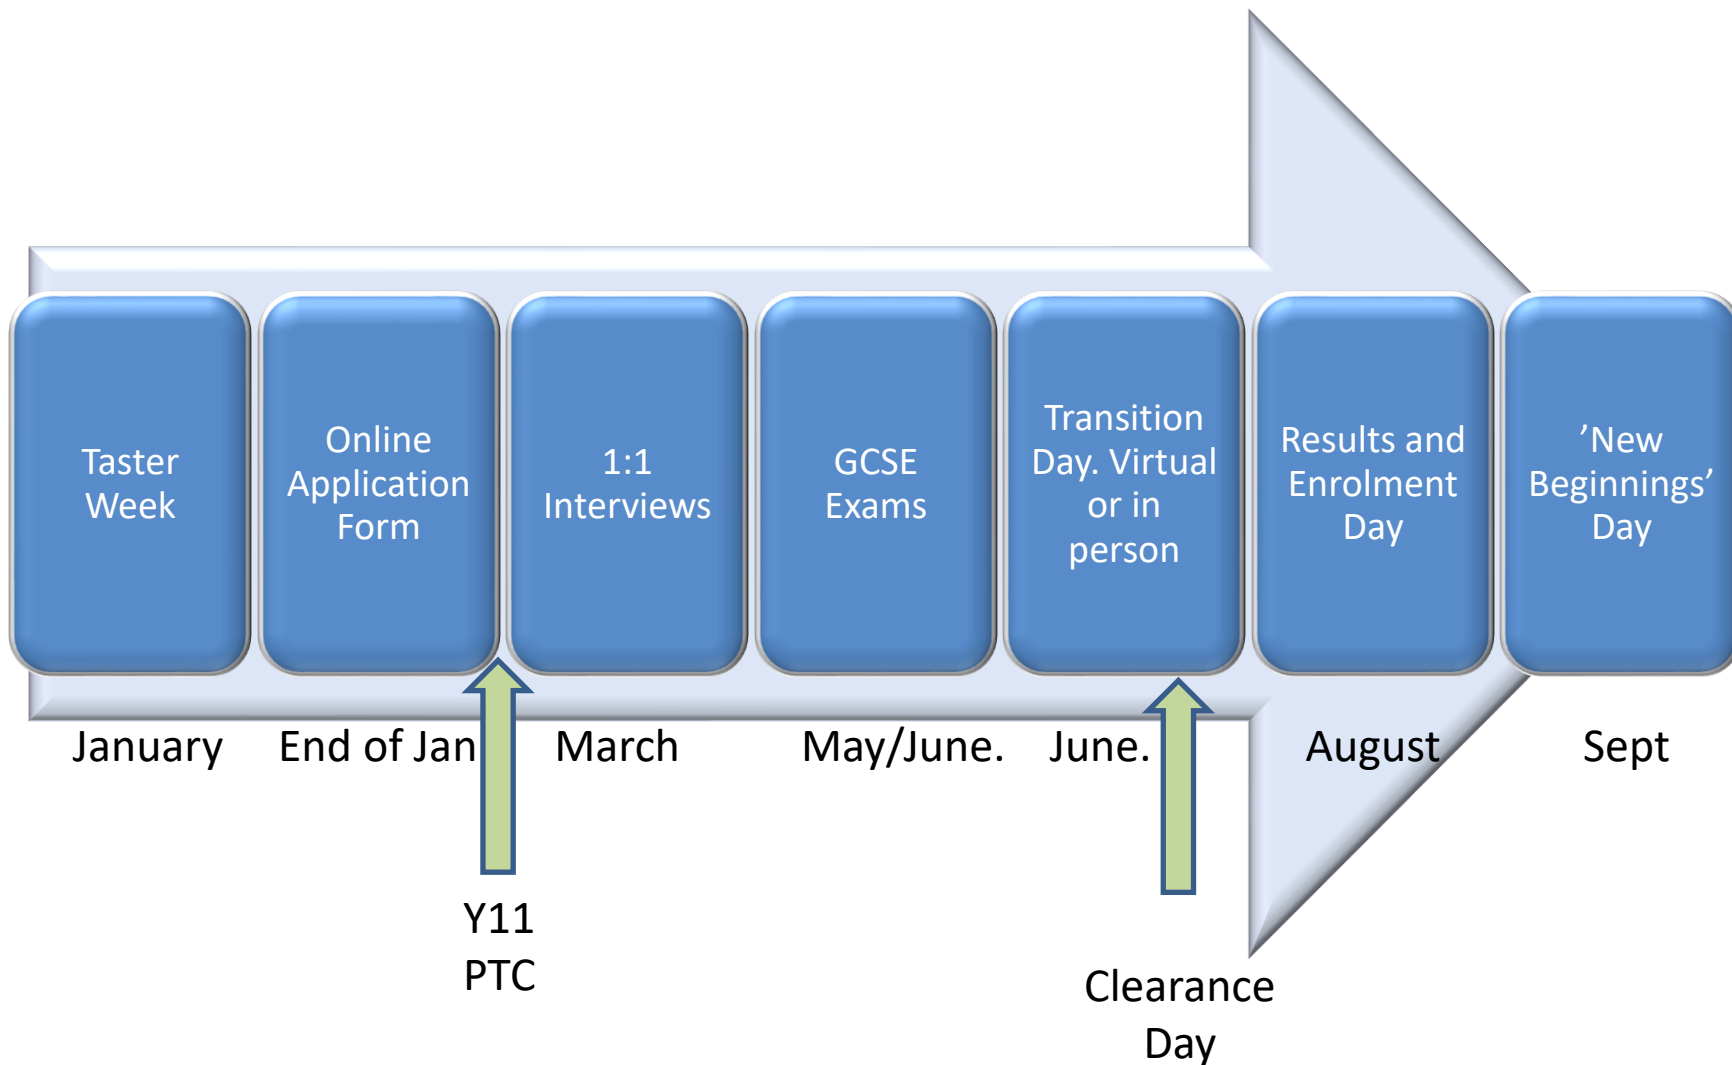 Taster
Week
Online
Application
Form
1:1
Interviews
GCSE
Exams
Transition
Day. Virtual
or in
person
Results and
Enrolment
Day
’New
Beginnings’
Day
January
End of Jan
March
May/June.
June.
August
Sept
Y11
PTC
Clearance
Day